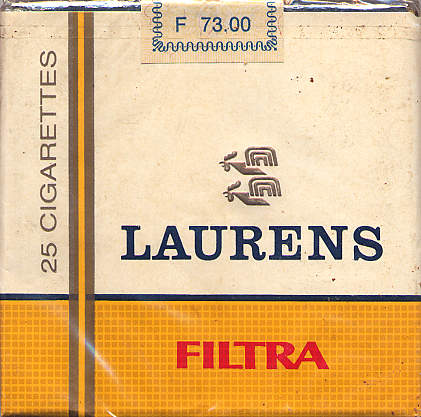 F 73.00
25 CIGARETTES
LAURENS
FILTRA